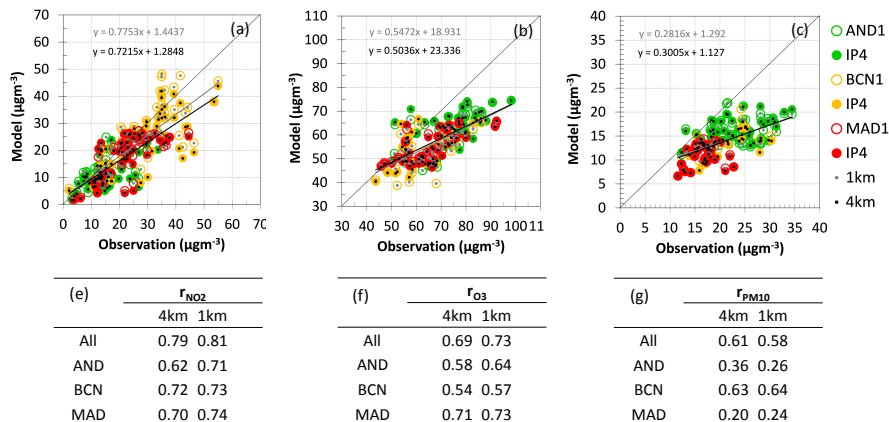 (a)
y = 0.7753x + 1.4437
y = 0.7215x + 1.2848
70
60
50
40
30
20
10
0
0 10 20 30 40 50 60 70
Model (µgm-3)
Observation (µgm-3)
(b)
y = 0.5472x + 18.931
y = 0.5036x + 23.336
110
100
90
80
70
60
50
40
30
30 40 50 60 70 80 90 100 11
Model (µgm-3)
Observation (µgm-3)
(c)
y = 0.2816x + 1.292
y = 0.3005x + 1.127
40
35
30
25
20
15
10
5
0
0 5 10 15 20 25 30 35 40
Model (µgm-3)
Observation (µgm-3)
AND1
IP4
BCN1
IP4
MAD1
IP4
1km
4km
(e) rNO2
4km 1km
All 0.79 0.81
AND 0.62 0.71
BCN 0.72 0.73
MAD 0.70 0.74
(f) rO3
4km 1km
All 0.69 0.73
AND 0.58 0.64
BCN 0.54 0.57
MAD 0.71 0.73
(g) rPM10
4km 1km
All 0.61 0.58
AND 0.36 0.26
BCN 0.63 0.64
MAD 0.20 0.24